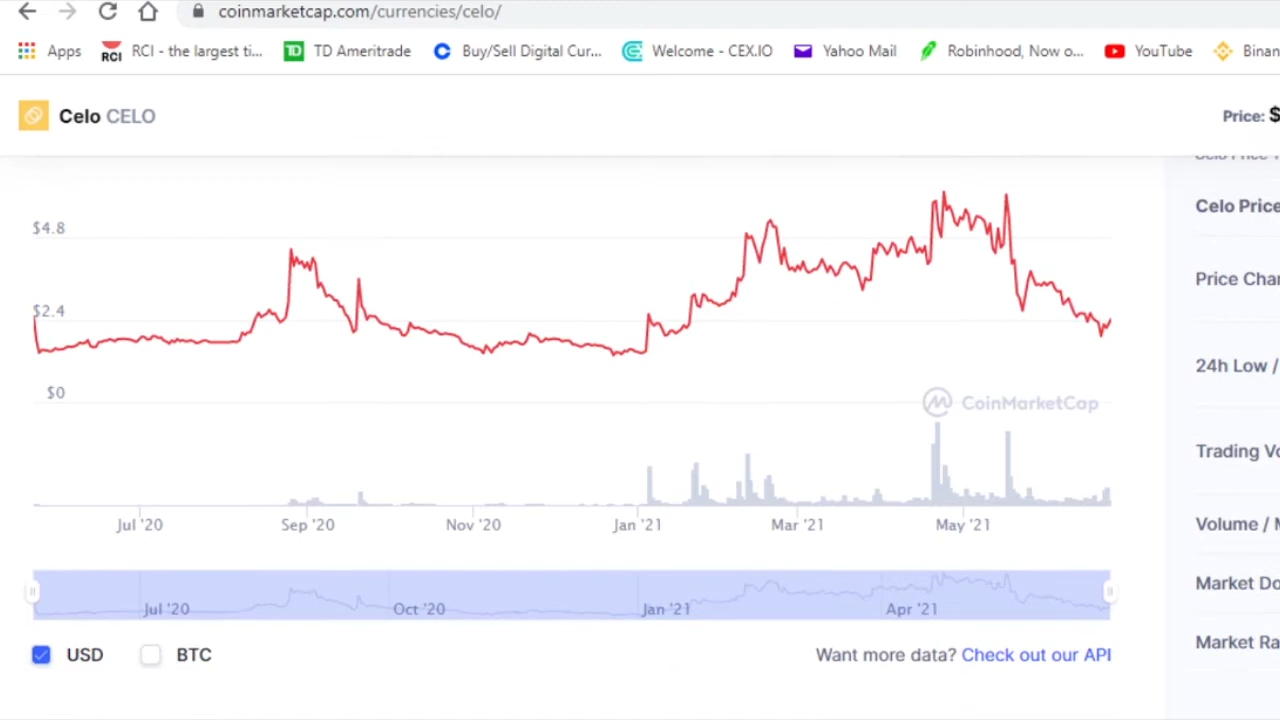 coinmarketcap.com/currencies/celo/
Apps RCI RCI - the largest ti... TD TD Ameritrade Buy/Sell Digital Cur... Welcome - CEX.IO Yahoo Mail Robinhood, Now o... YouTube Binan
Celo CELO
Price: $
Celo Price
$4.8
Price Char
$2.4
24h Low /
$0
CoinMarketCap
Trading Vo
Jul '20 Sep '20 Nov '20 Jan '21 Mar '21 May '21
Volume / M
Market Do
Jul '20 Oct '20 Jan '21 Apr '21
Market Ra
USD BTC
Want more data? Check out our API